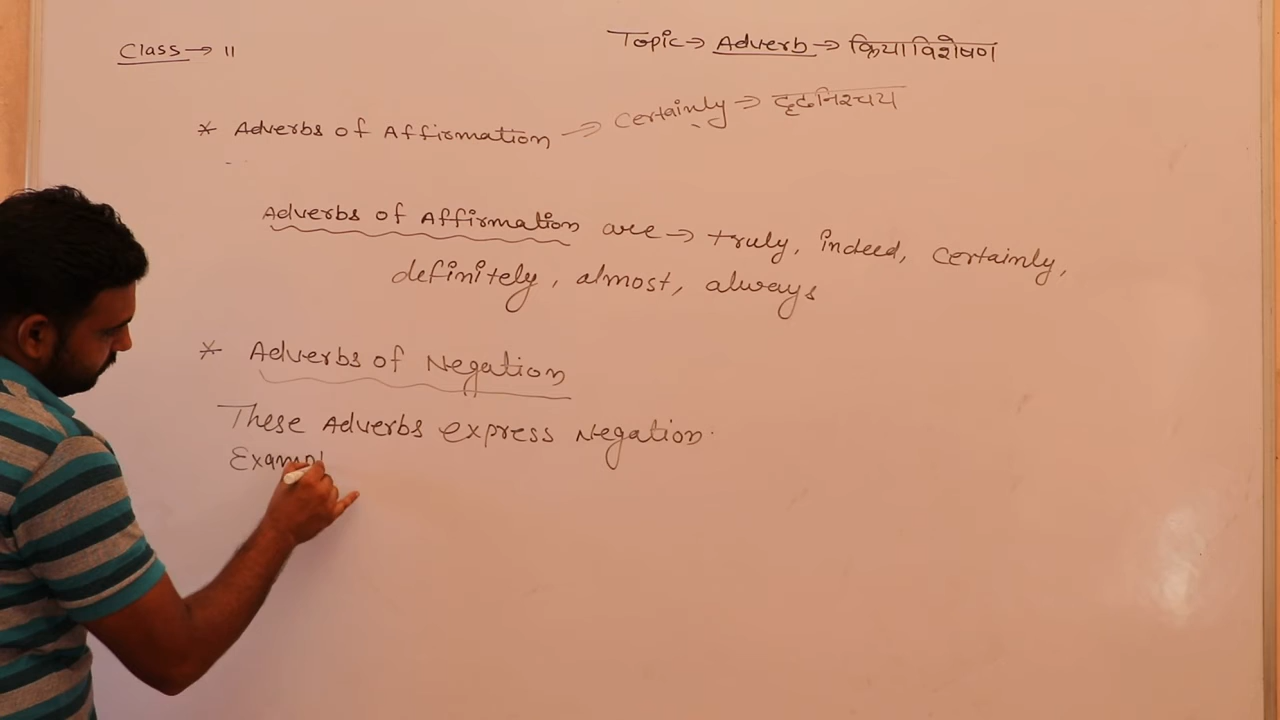 Class → 11
Topic → Adverb → क्रिया विशेषण
* Adverbs of Affirmation → Certainly → दृढ़निश्चय
Adverbs of Affirmation are → truly, indeed, certainly,
definitely, almost, always
* Adverbs of Negation
These Adverbs express Negation.
Exampl